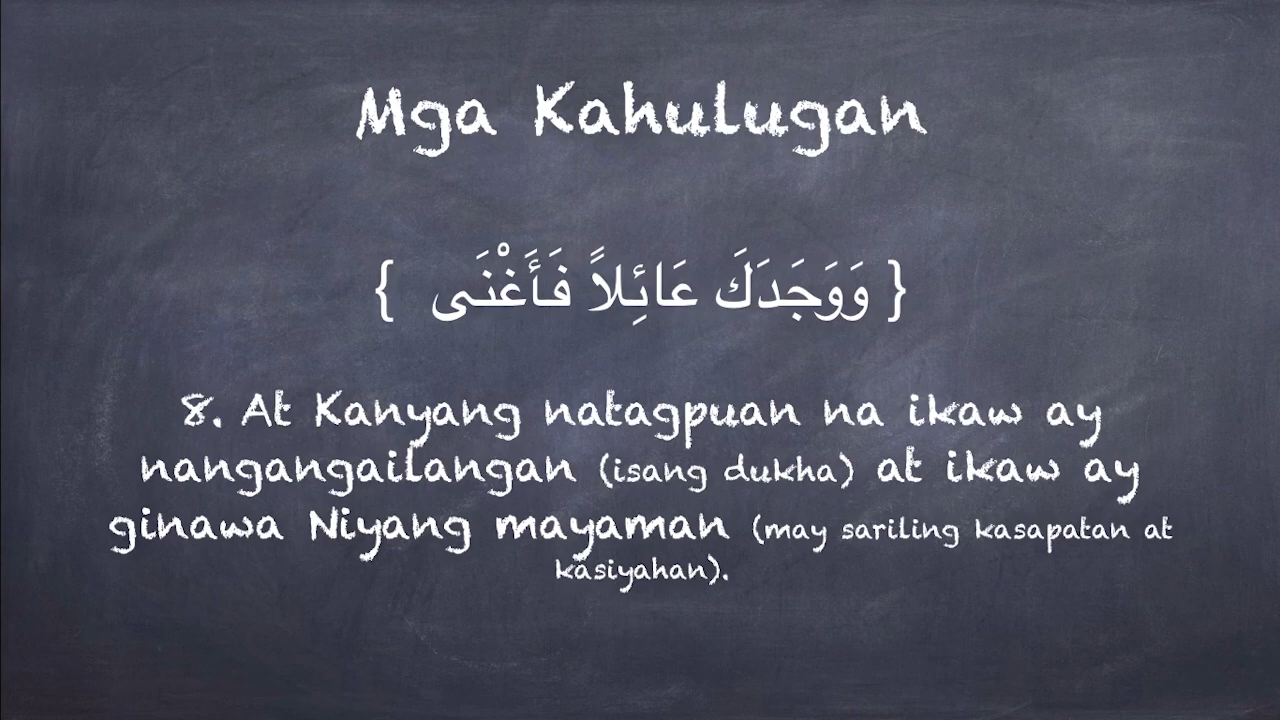 Mga Kahulugan
{ وَوَجَدَكَ عَائِلاً فَأَغْنَى }
8. At Kanyang natagpuan na ikaw ay
nangangailangan (isang dukha) at ikaw ay
ginawa Niyang mayaman (may sariling kasapatan at
kasiyahan).